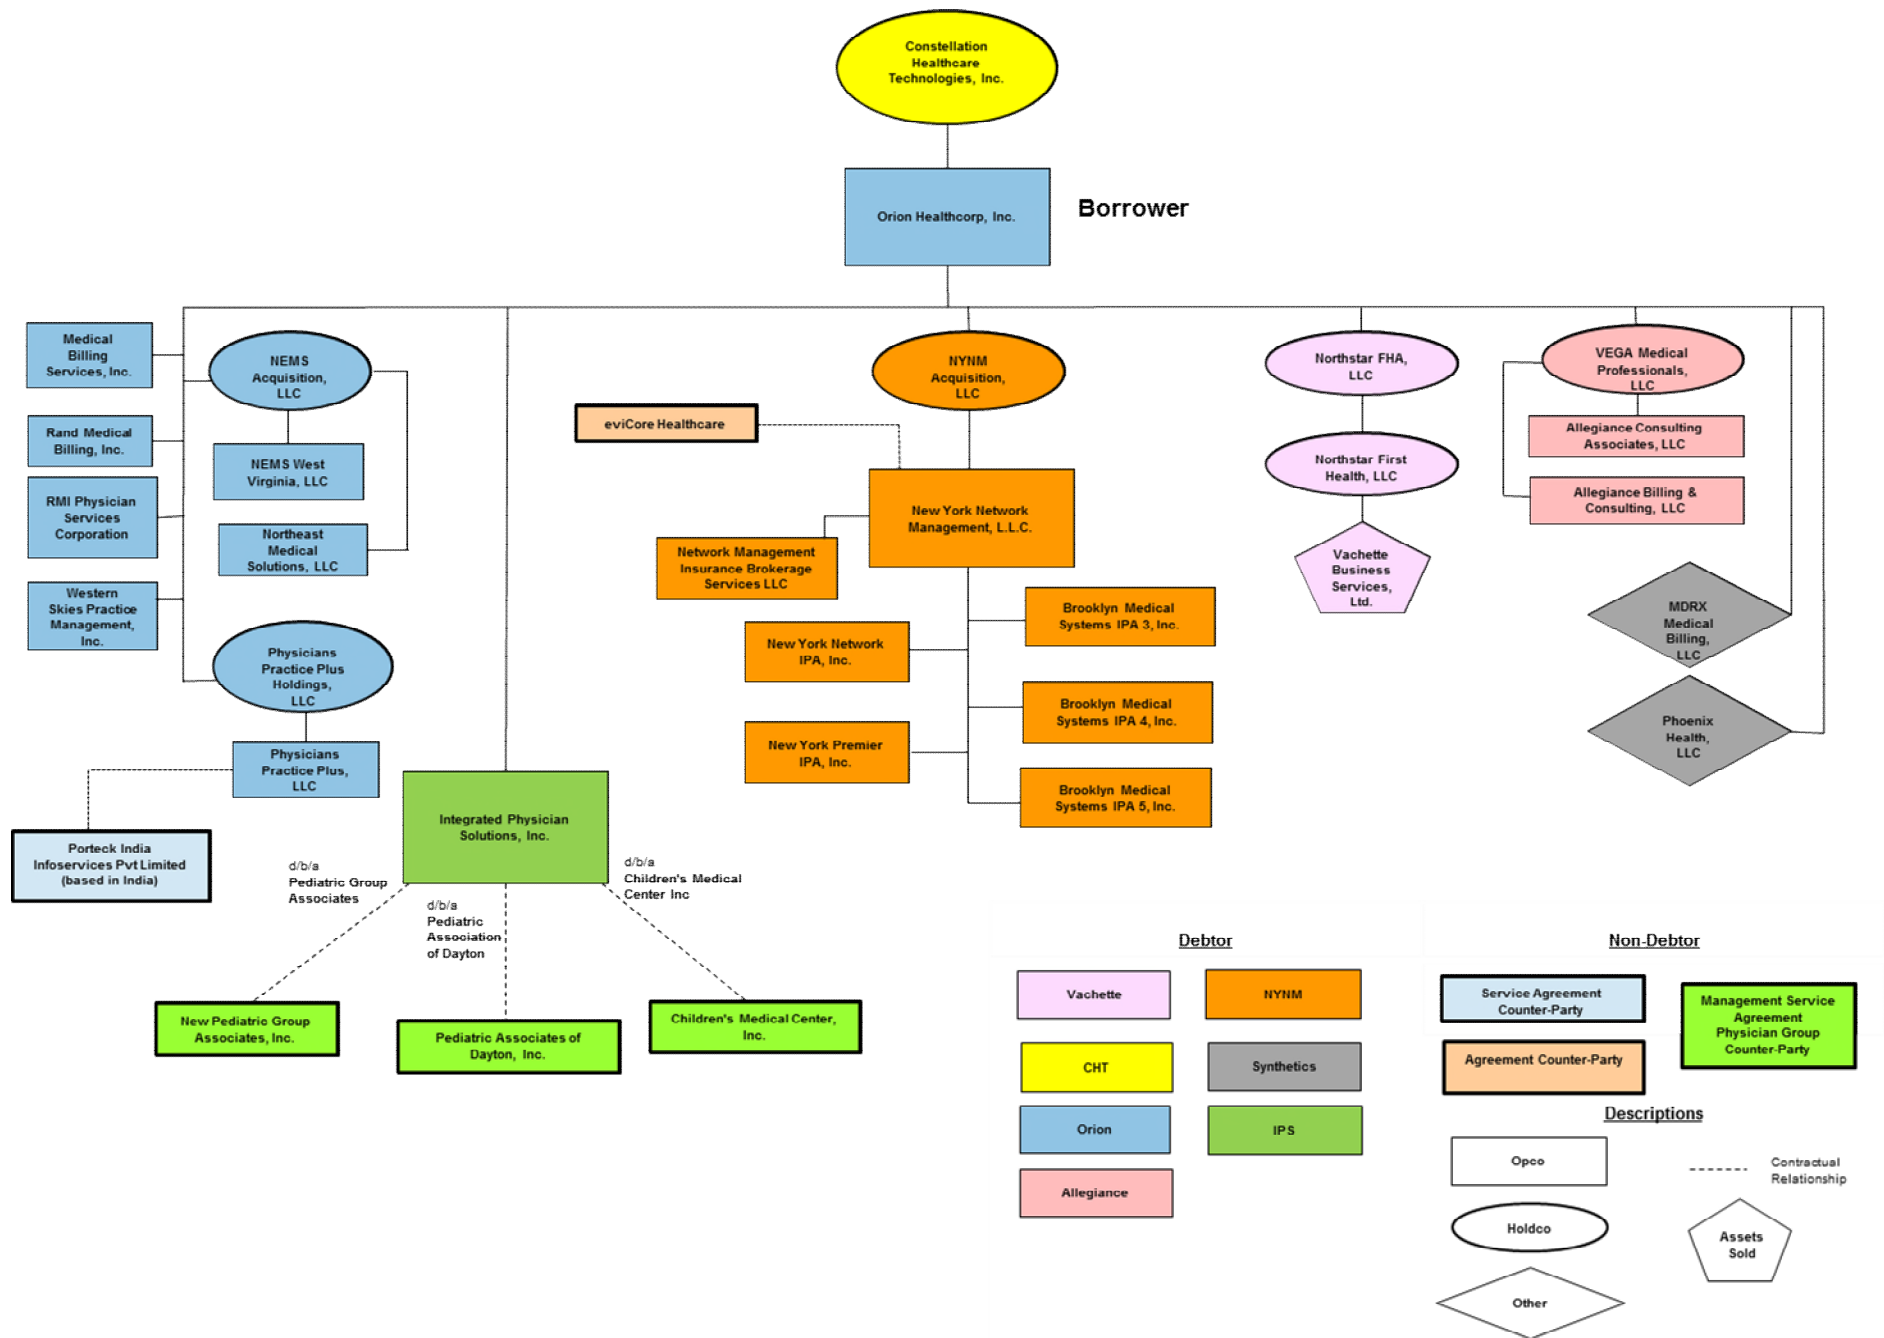 Constellation
Healthcare
Technologies, Inc.
Orion Healthcorp, Inc.
Borrower
Medical
Billing
Services, Inc.
Rand Medical
Billing, Inc.
RMI Physician
Services
Corporation
Western
Skies Practice
Management,
Inc.
NEMS
Acquisition,
LLC
NEMS West
Virginia, LLC
Northeast
Medical
Solutions, LLC
Physicians
Practice Plus
Holdings,
LLC
Physicians
Practice Plus,
LLC
Porteck India
Infoservices Pvt Limited
(based in India)
Integrated Physician
Solutions, Inc.
d/b/a
Pediatric Group
Associates
d/b/a
Pediatric
Association
of Dayton
d/b/a
Children's Medical
Center Inc
New Pediatric Group
Associates, Inc.
Pediatric Associates of
Dayton, Inc.
Children's Medical Center,
Inc.
NYNM
Acquisition,
LLC
eviCore Healthcare
New York Network
Management, L.L.C.
Network Management
Insurance Brokerage
Services LLC
New York Network
IPA, Inc.
New York Premier
IPA, Inc.
Brooklyn Medical
Systems IPA 3, Inc.
Brooklyn Medical
Systems IPA 4, Inc.
Brooklyn Medical
Systems IPA 5, Inc.
Northstar FHA,
LLC
Northstar First
Health, LLC
Vachette
Business
Services,
Ltd.
VEGA Medical
Professionals,
LLC
Allegiance Consulting
Associates, LLC
Allegiance Billing &
Consulting, LLC
MDRX
Medical
Billing,
LLC
Phoenix
Health,
LLC
Debtor
Vachette
NYNM
CHT
Synthetics
Orion
IPS
Allegiance
Non-Debtor
Service Agreement
Counter-Party
Agreement Counter-Party
Management Service
Agreement
Physician Group
Counter-Party
Descriptions
Opco
Contractual
Relationship
Holdco
Assets
Sold
Other